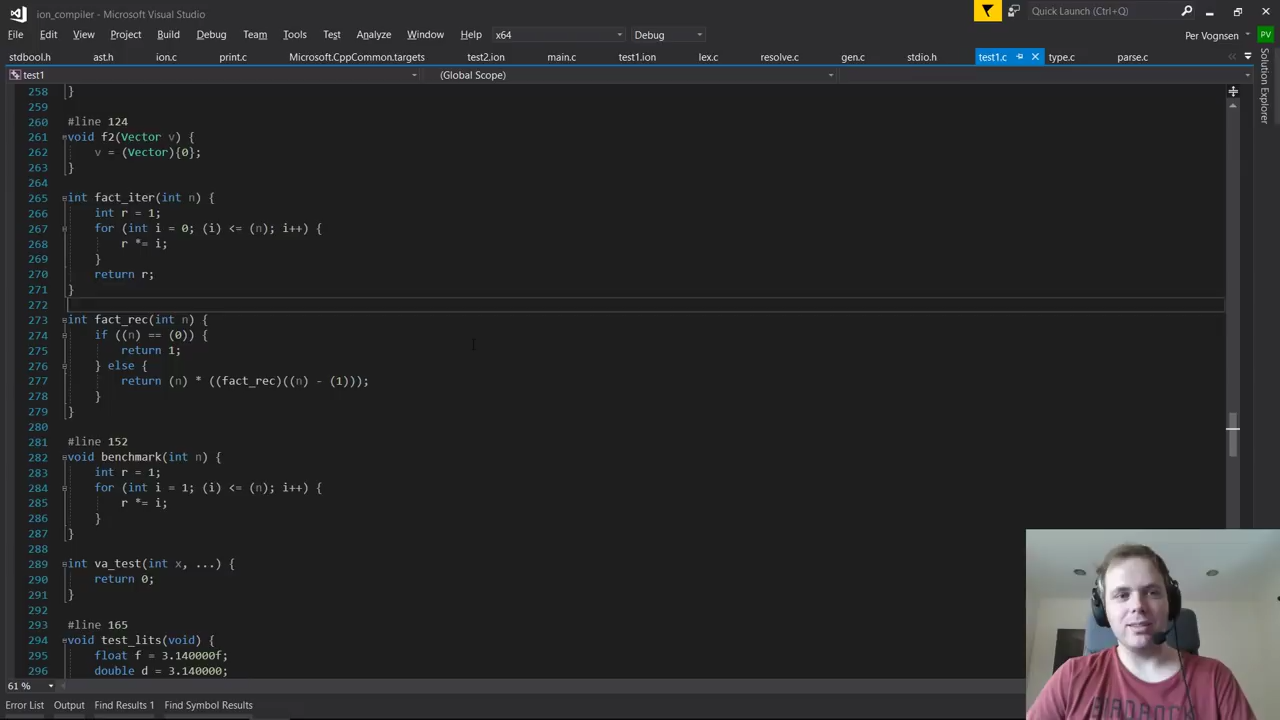 ion_compiler - Microsoft Visual Studio
Quick Launch (Ctrl+Q)
File Edit View Project Build Debug Team Tools Test Analyze Window Help x64 Debug
Per Vognsen PV
stdbool.h ast.h ion.c print.c Microsoft.CppCommon.targets test2.ion main.c test1.ion lex.c resolve.c gen.c stdio.h test1.c type.c parse.c
Solution Explorer
test1 (Global Scope)
258 }
259
260 #line 124
261 void f2(Vector v) {
262 v = (Vector){0};
263 }
264
265 int fact_iter(int n) {
266 int r = 1;
267 for (int i = 0; (i) <= (n); i++) {
268 r *= i;
269 }
270 return r;
271 }
272
273 int fact_rec(int n) {
274 if ((n) == (0)) {
275 return 1;
276 } else {
277 return (n) * ((fact_rec)((n) - (1)));
278 }
279 }
280
281 #line 152
282 void benchmark(int n) {
283 int r = 1;
284 for (int i = 1; (i) <= (n); i++) {
285 r *= i;
286 }
287 }
288
289 int va_test(int x, ...) {
290 return 0;
291 }
292
293 #line 165
294 void test_lits(void) {
295 float f = 3.140000f;
296 double d = 3.140000;
61 %
Error List Output Find Results 1 Find Symbol Results